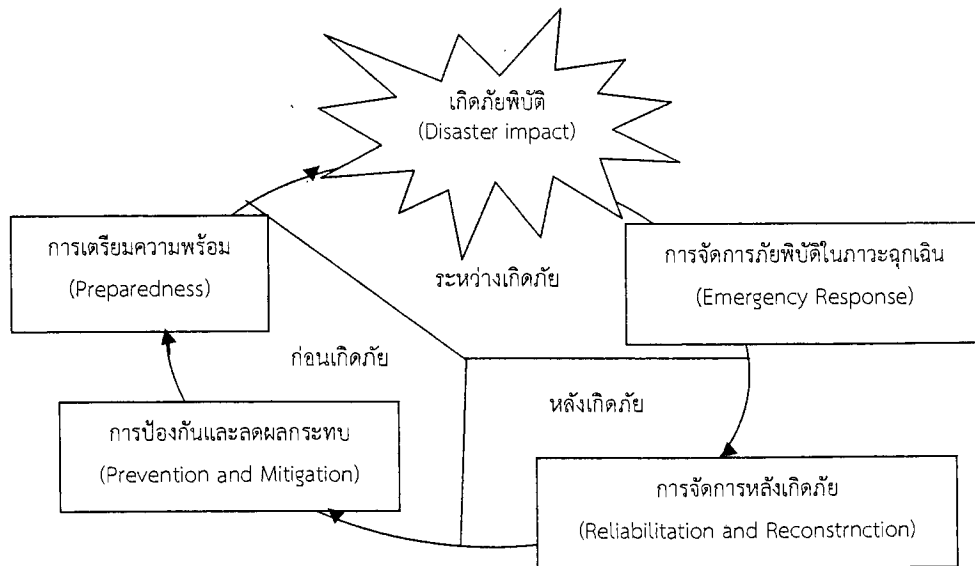 เกิดภัยพิบัติ
(Disaster impact)
การเตรียมความพร้อม
(Preparedness)
การจัดการภัยพิบัติในภาวะฉุกเฉิน
(Emergency Response)
ระหว่างเกิดภัย
ก่อนเกิดภัย
หลังเกิดภัย
การป้องกันและลดผลกระทบ
(Prevention and Mitigation)
การจัดการหลังเกิดภัย
(Reliabilitation and Reconstrnction)